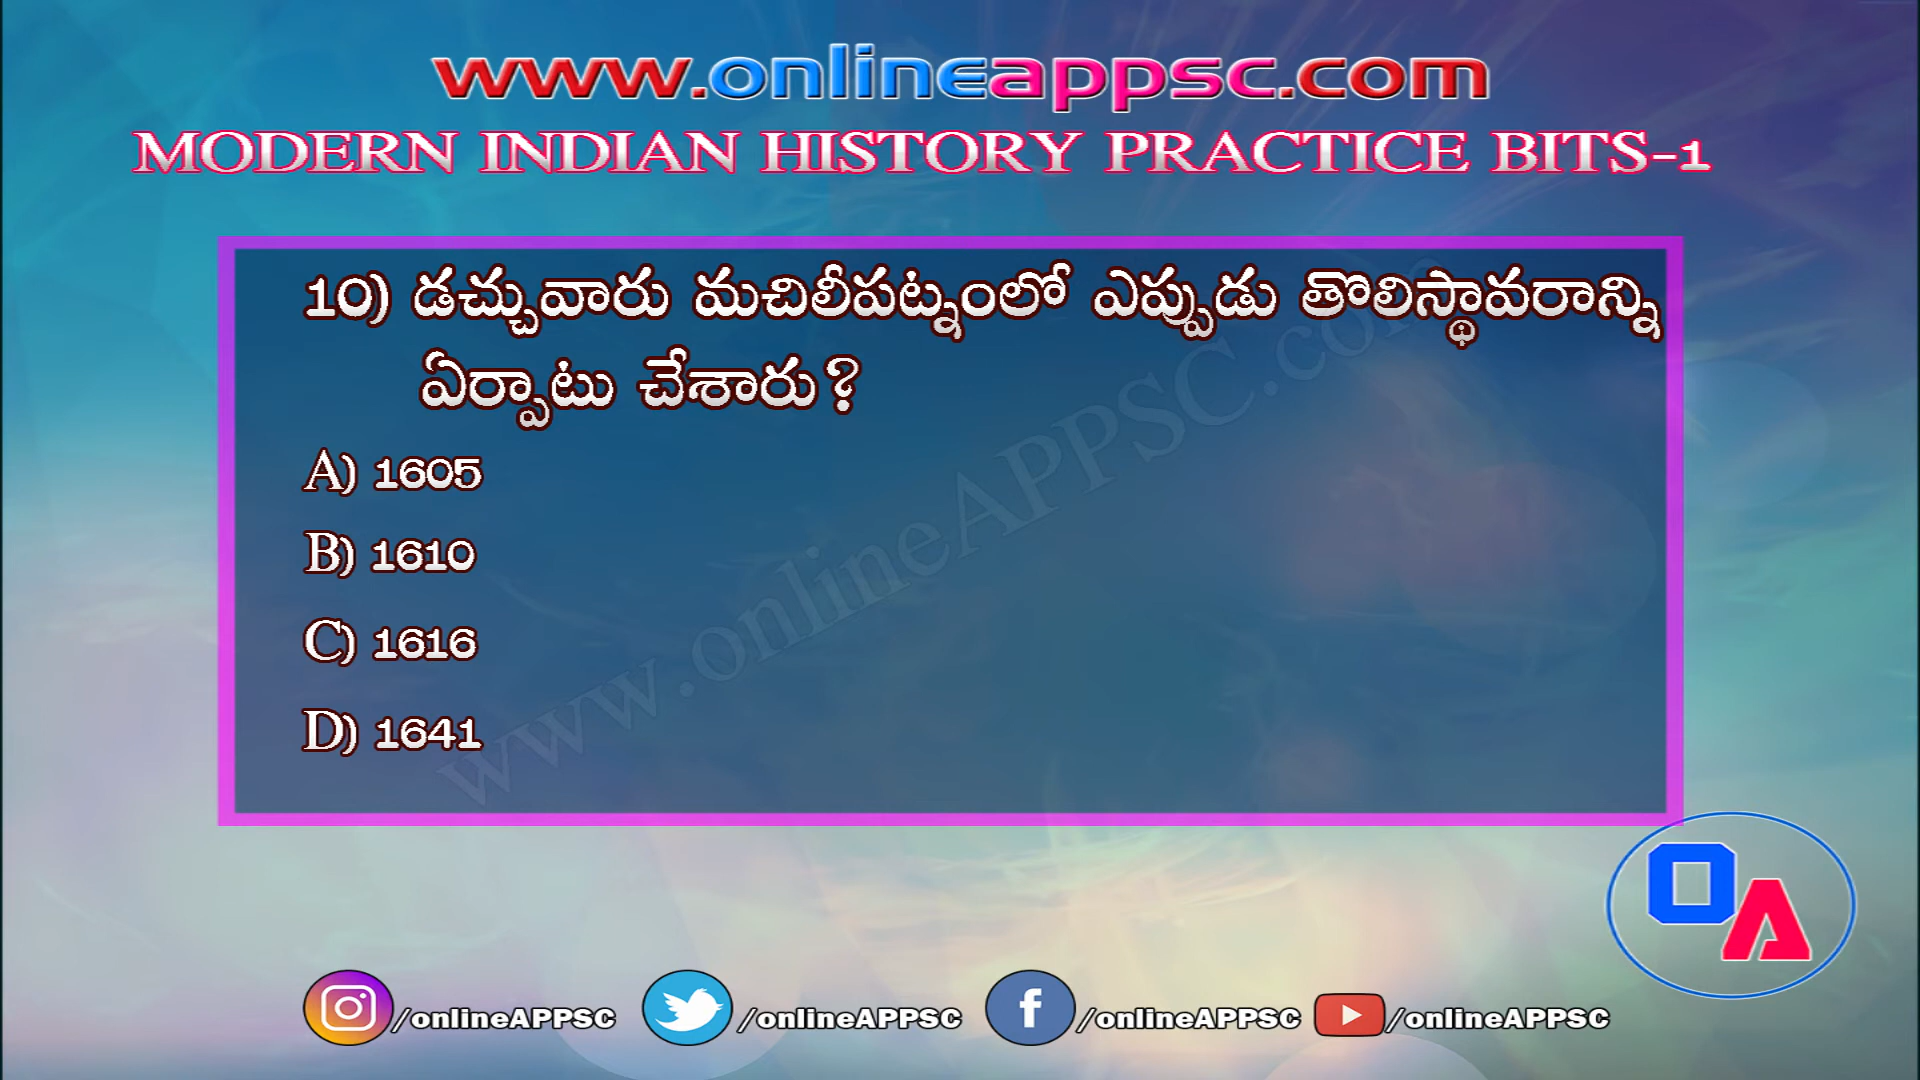 www.onlineappsc.com
MODERN INDIAN HISTORY PRACTICE BITS-1
10) డచ్చువారు మచిలీపట్నంలో ఎప్పుడు తొలిస్థావరాన్ని
ఏర్పాటు చేశారు?
A) 1605
B) 1610
C) 1616
D) 1641
www.onlineAPPSC.com
OA
/onlineAPPSC /onlineAPPSC /onlineAPPSC /onlineAPPSC